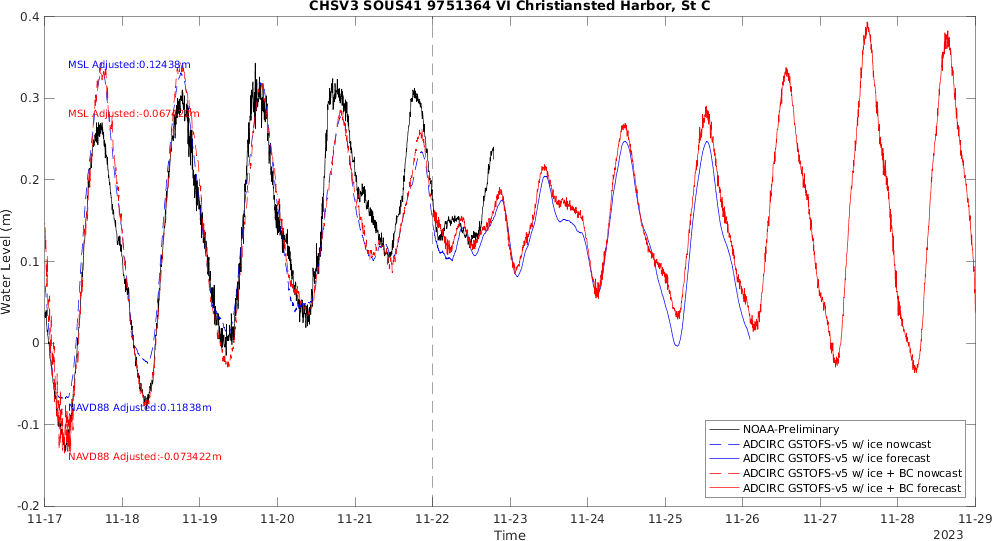 CHSV3 SOUS41 9751364 VI Christiansted Harbor, St C
0.4
0.3
0.2
0.1
0
-0.1
-0.2
Water Level (m)
MSL Adjusted:0.12438m
NAVD88 Adjusted:0.11838m
NAVD88 Adjusted:-0.073422m
NOAA-Preliminary
ADCIRC GSTOFS-v5 w/ ice nowcast
ADCIRC GSTOFS-v5 w/ ice forecast
ADCIRC GSTOFS-v5 w/ ice + BC nowcast
ADCIRC GSTOFS-v5 w/ ice + BC forecast
11-17 11-18 11-19 11-20 11-21 11-22 11-23 11-24 11-25 11-26 11-27 11-28 11-29
Time
2023